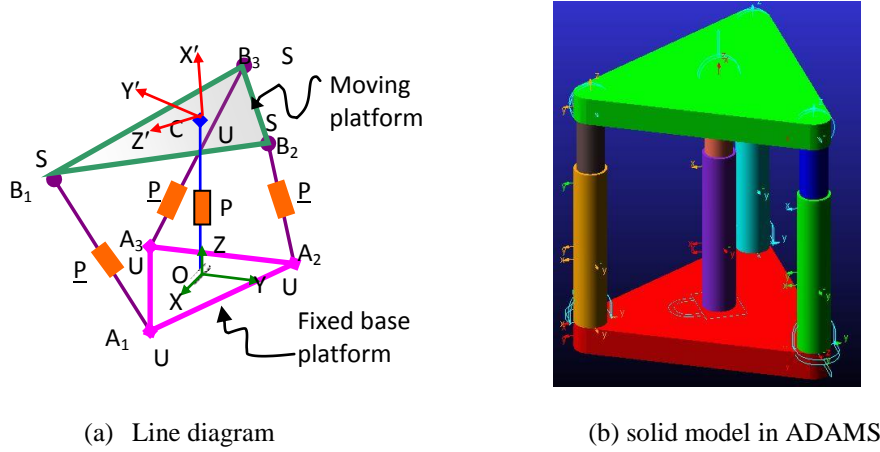 X′
B3 S
Y′
Moving
platform
Z′ C U S
B2
S
B1
P P P
P
A3 Z
U O A2
Y U
X
A1
U
Fixed base
platform
(a) Line diagram
(b) solid model in ADAMS